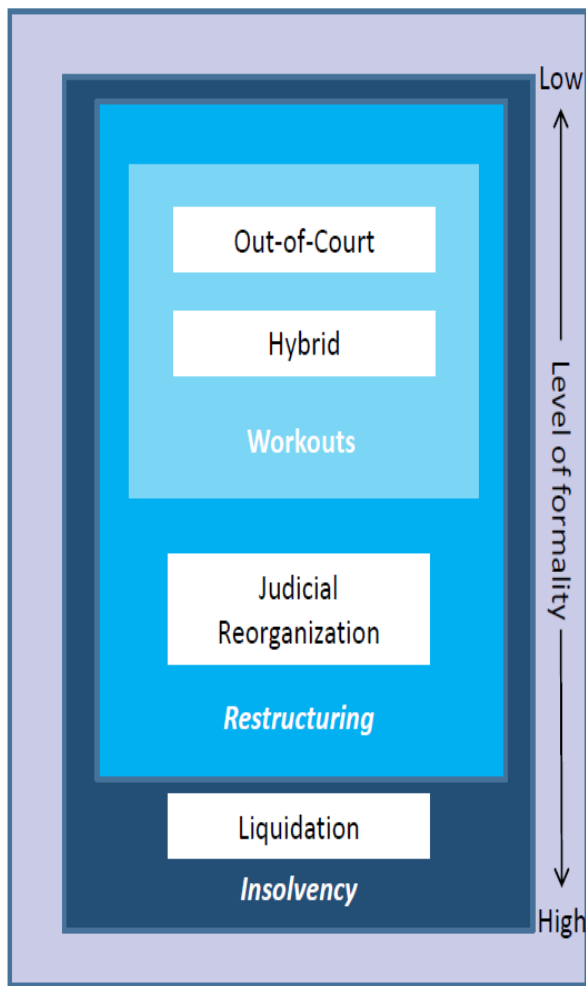 Low
Out-of-Court
Hybrid
Workouts
Judicial
Reorganization
Restructuring
Liquidation
Insolvency
High
Level of formality